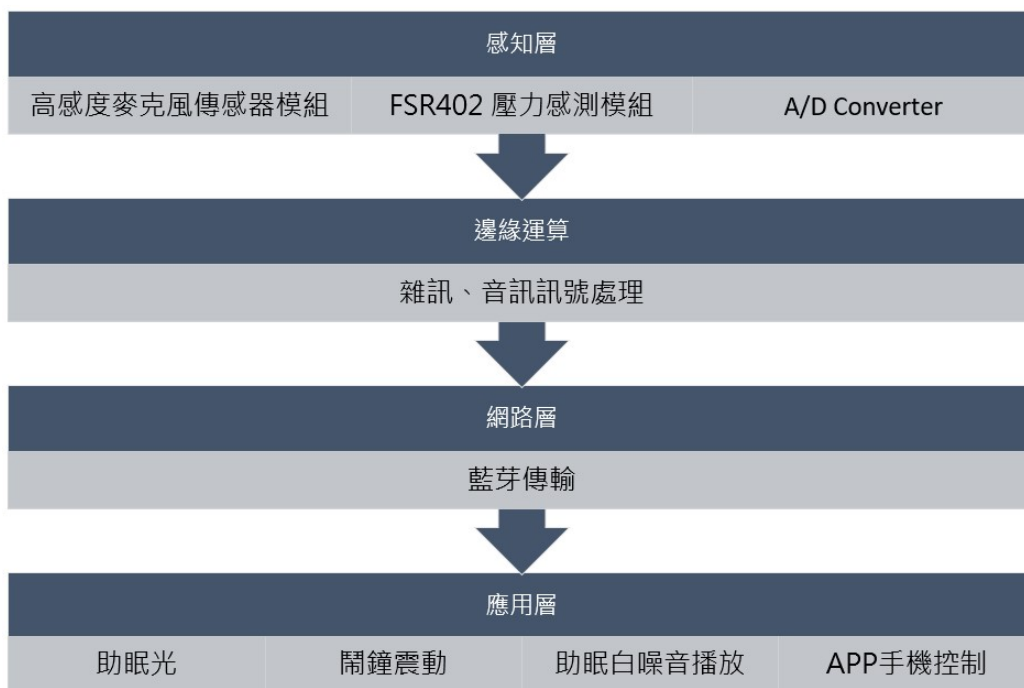 感知層
高感度麥克風傳感器模組 FSR402 壓力感測模組 A/D Converter
邊緣運算
雜訊、音訊訊號處理
網路層
藍芽傳輸
應用層
助眠光 鬧鐘震動 助眠白噪音播放 APP手機控制